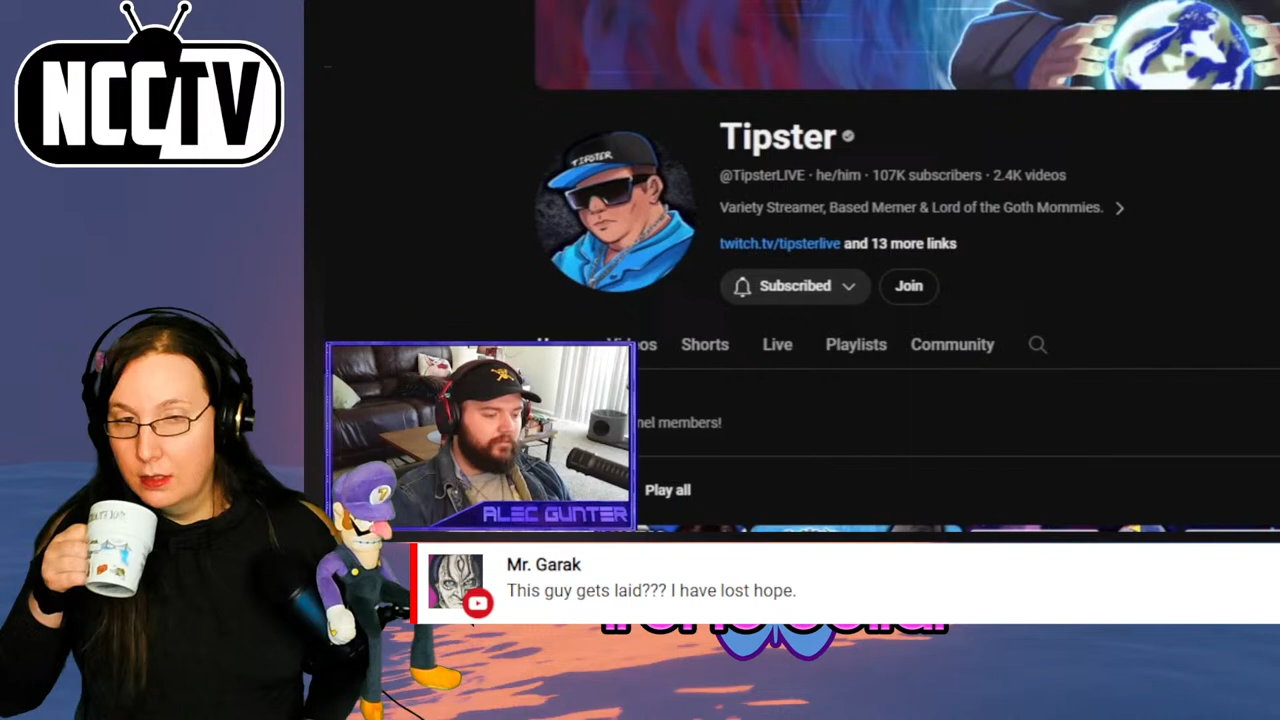 NCCTV
TIPSTER
Tipster
@TipsterLIVE · he/him · 107K subscribers · 2.4K videos
Variety Streamer, Based Memer & Lord of the Goth Mommies.
twitch.tv/tipsterlive and 13 more links
Subscribed
Join
Shorts
Live
Playlists
Community
members!
Play all
ALEC GUNTER
Mr. Garak
This guy gets laid??? I have lost hope.